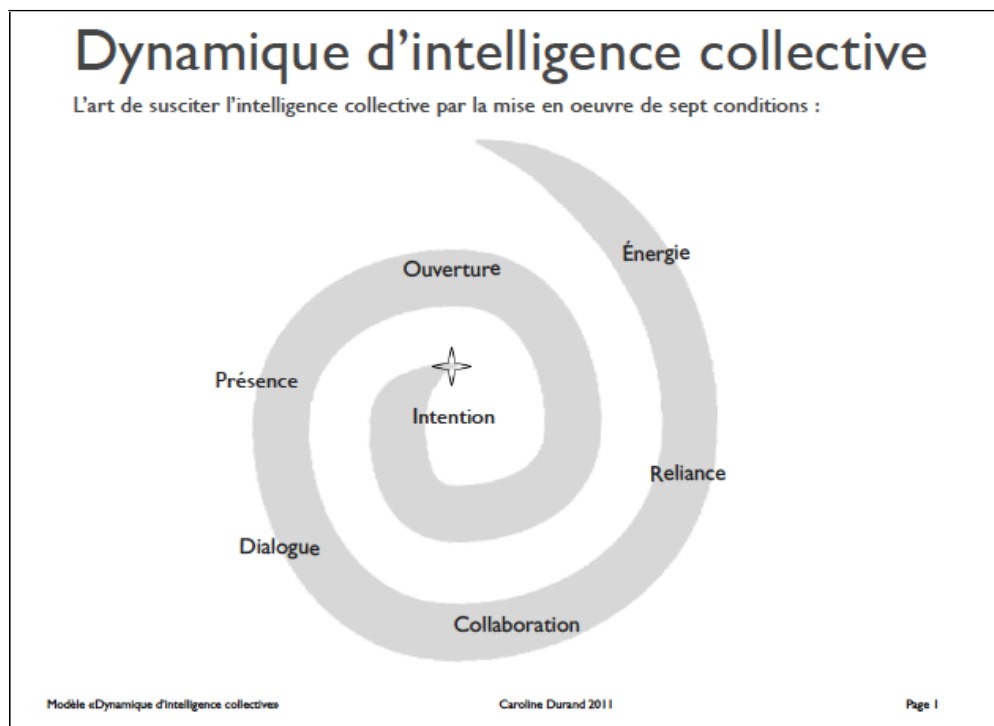 Dynamique d'intelligence collective
L'art de susciter l'intelligence collective par la mise en oeuvre de sept conditions :
Énergie
Ouverture
Présence
Intention
Reliance
Dialogue
Collaboration
Modèle «Dynamique d'intelligence collective»
Caroline Durand 2011
Page 1